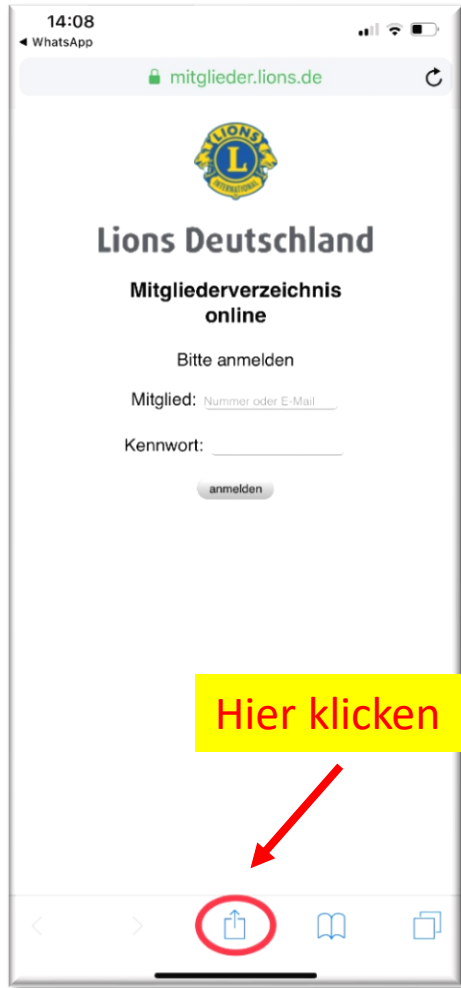 14:08
◀ WhatsApp
mitglieder.lions.de
LIONS
L
INTERNATIONAL
Lions Deutschland
Mitgliederverzeichnis
online
Bitte anmelden
Mitglied: Nummer oder E-Mail
Kennwort:
anmelden
Hier klicken